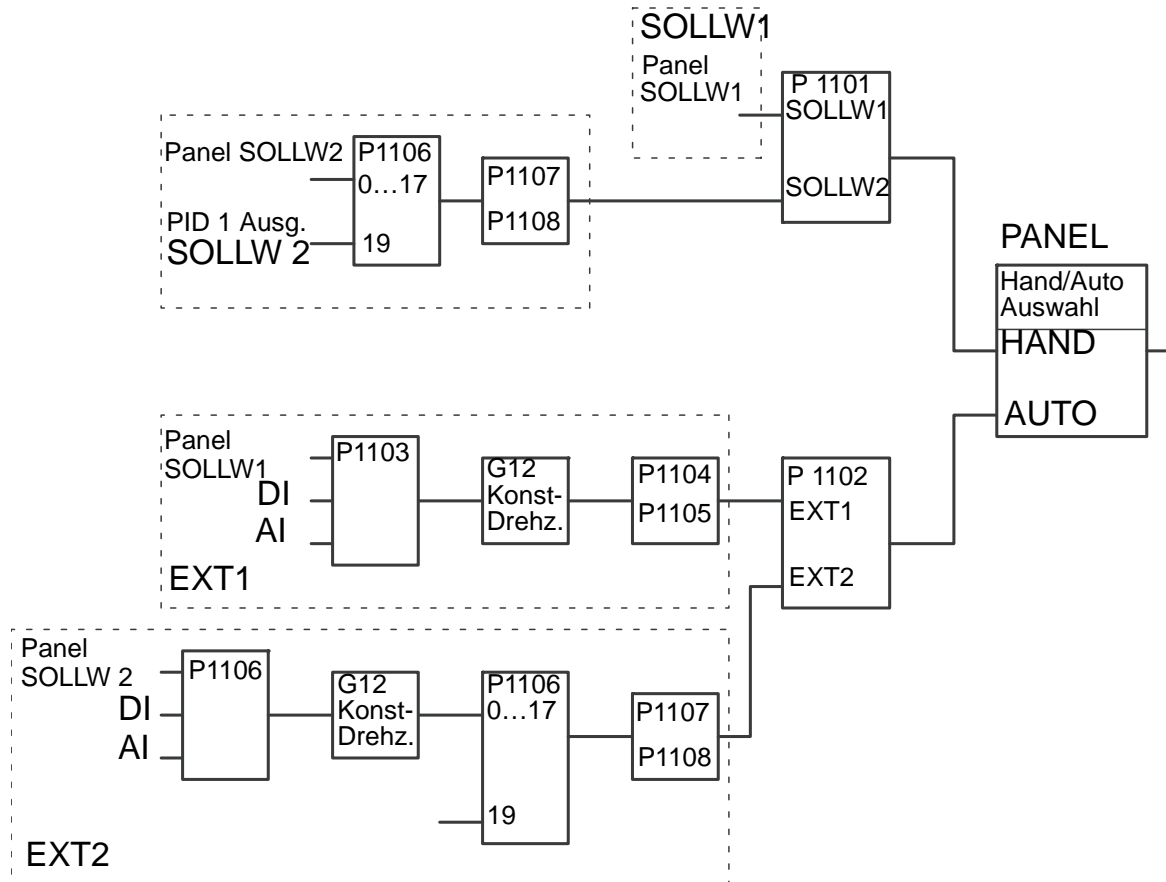 SOLLW1
Panel
SOLLW1
P 1101
SOLLW1
SOLLW2
Panel SOLLW2
PID 1 Ausg.
SOLLW 2
P1106
0…17
19
P1107
P1108
PANEL
Hand/Auto
Auswahl
HAND
AUTO
Panel
SOLLW1
DI
AI
EXT1
P1103
G12
Konst-
Drehz.
P1104
P1105
P 1102
EXT1
EXT2
Panel
SOLLW 2
DI
AI
EXT2
P1106
G12
Konst-
Drehz.
P1106
0…17
19
P1107
P1108